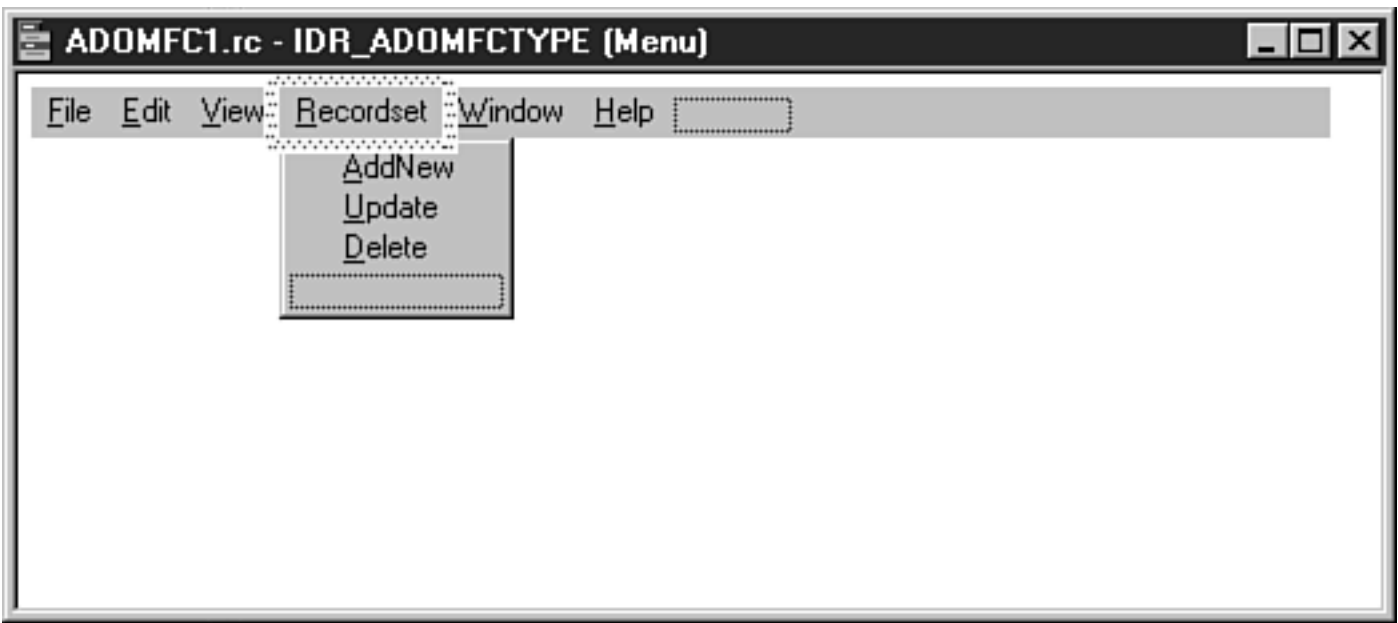 ADOMFC1.rc - IDR_ADOMFCTYPE (Menu)
File Edit View Recordset Window Help
AddNew
Update
Delete